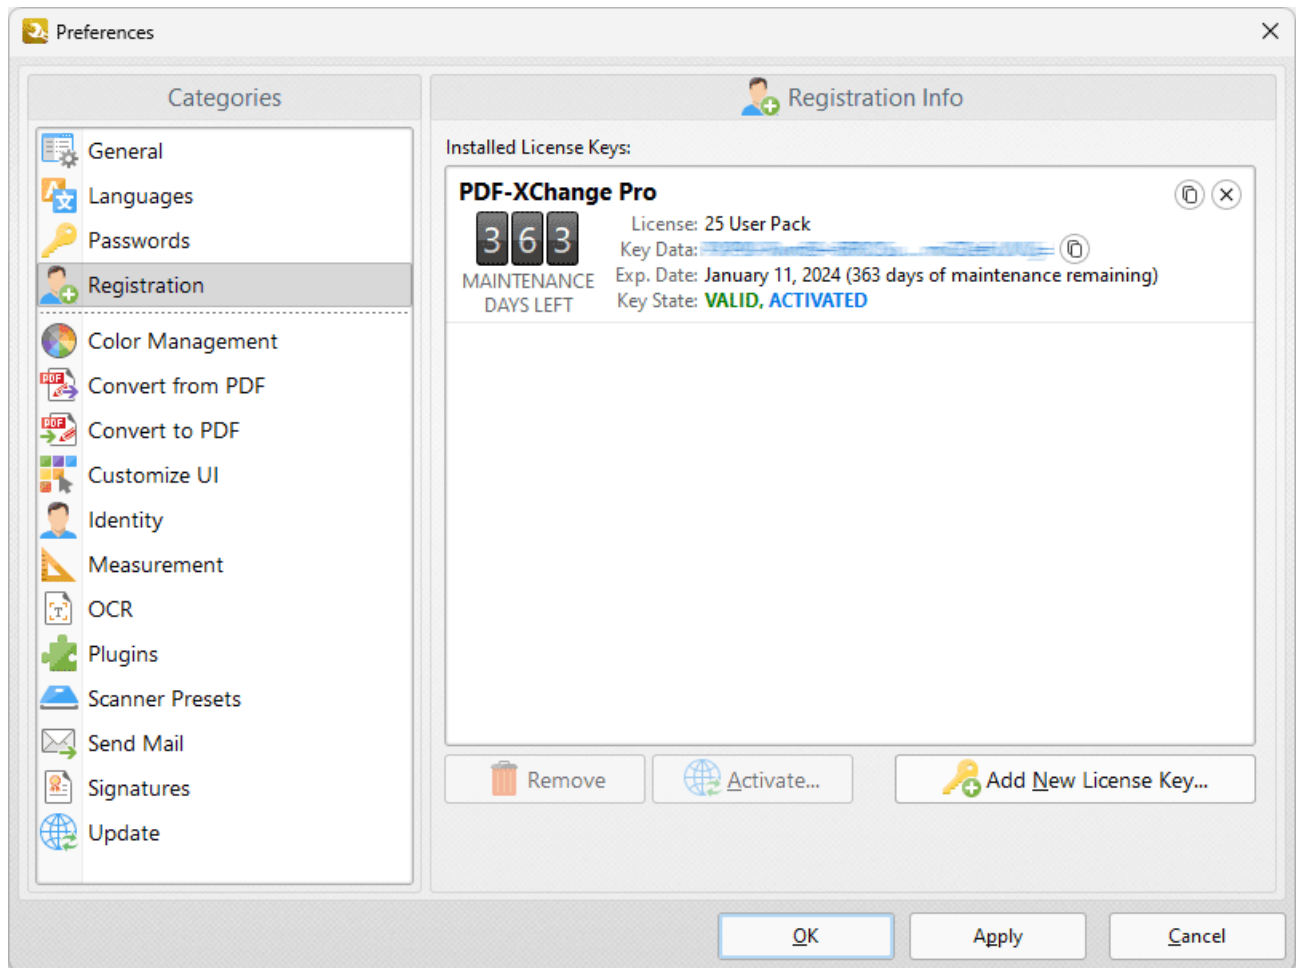 Preferences
Categories
General
Languages
Passwords
Registration
Color Management
Convert from PDF
Convert to PDF
Customize UI
Identity
Measurement
OCR
Plugins
Scanner Presets
Send Mail
Signatures
Update
Registration Info
Installed License Keys:
PDF-XChange Pro
363
MAINTENANCE
DAYS LEFT
License: 25 User Pack
Key Data:
Exp. Date: January 11, 2024 (363 days of maintenance remaining)
Key State: VALID, ACTIVATED
Remove
Activate...
Add New License Key...
OK
Apply
Cancel